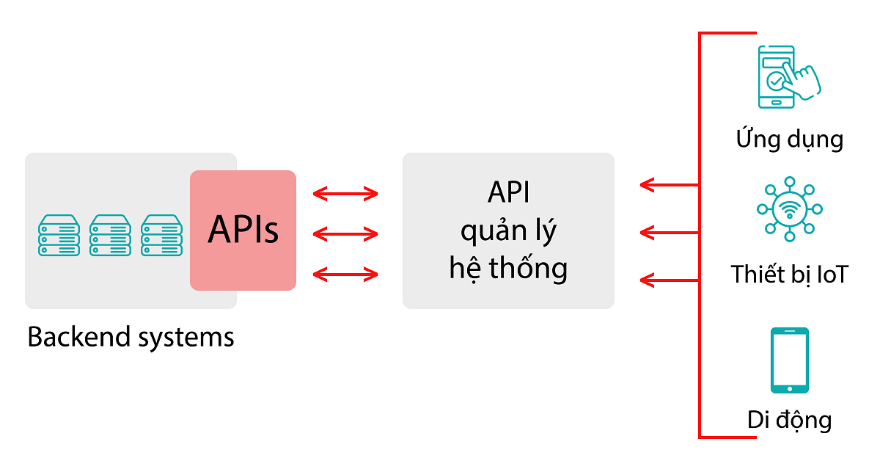 APIs
Backend systems
API
quản lý
hệ thống
Ứng dụng
Thiết bị IoT
Di động